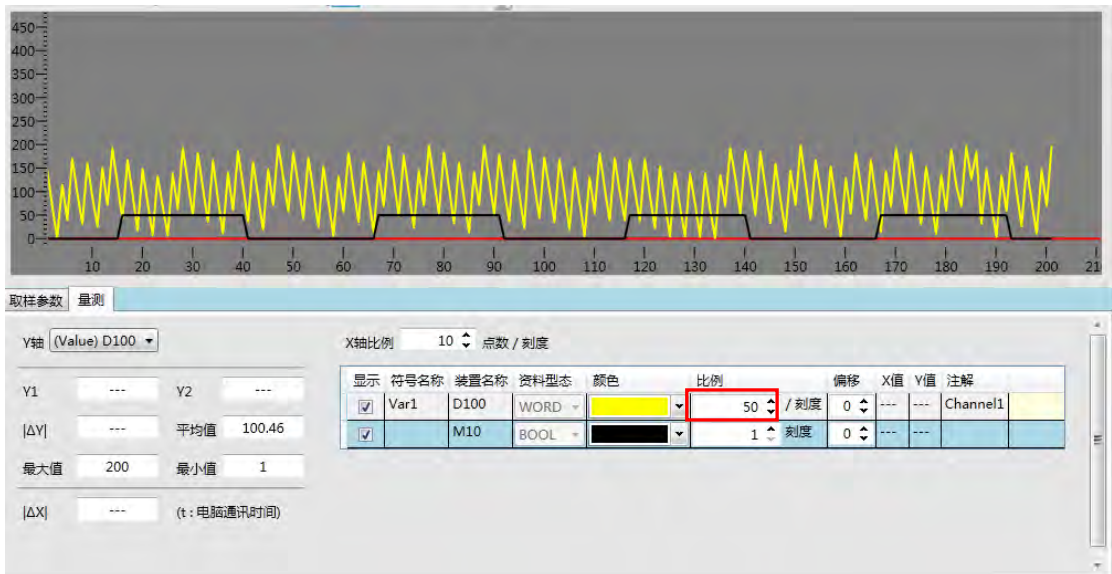 450
400
350
300
250
200
150
100
50
0
10 20 30 40 50 60 70 80 90 100 110 120 130 140 150 160 170 180 190 200 21
取样参数 量测
Y轴 (Value) D100 X轴比例 10 点数 / 刻度
显示 符号名称 装置名称 资料型态 颜色 比例 偏移 X值 Y值 注解
Var1 D100 WORD 50 / 刻度 0 --- --- Channel1
M10 BOOL 1 刻度 0 --- ---
Y1 --- Y2 ---
|ΔY| --- 平均值 100.46
最大值 200 最小值 1
|ΔX| --- (t : 电脑通讯时间)